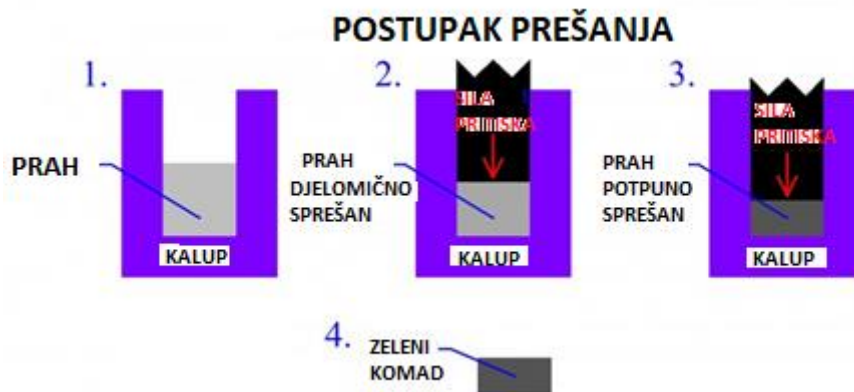 POSTUPAK PREŠANJA
1.
PRAH
KALUP
2.
SILA
PRITISKA
PRAH
DJELOMIČNO
SPREŠAN
KALUP
3.
SILA
PRITISKA
PRAH
POTPUNO
SPREŠAN
KALUP
4.
ZELENI
KOMAD